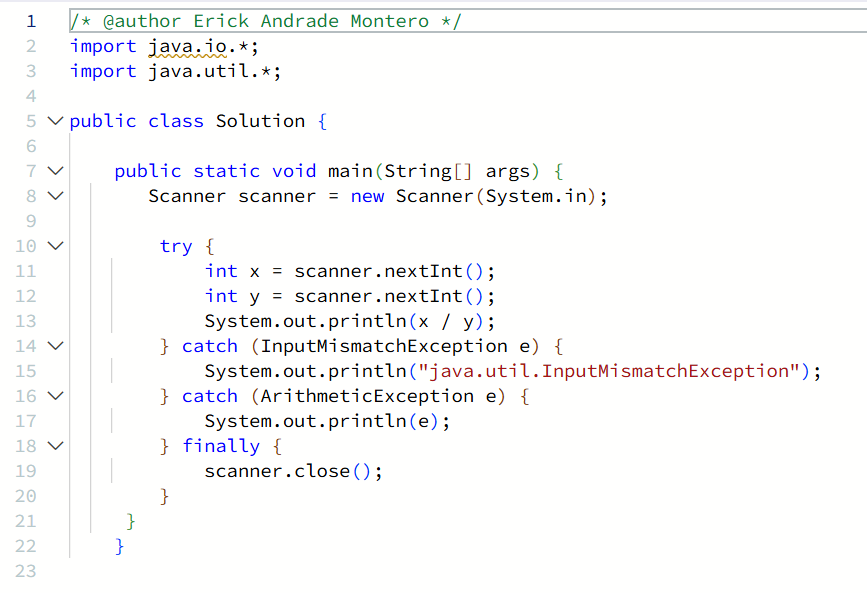 1 /* @author Erick Andrade Montero */
2 import java.io.*;
3 import java.util.*;
4
5 public class Solution {
6
7     public static void main(String[] args) {
8        Scanner scanner = new Scanner(System.in);
9
10         try {
11             int x = scanner.nextInt();
12             int y = scanner.nextInt();
13             System.out.println(x / y);
14         } catch (InputMismatchException e) {
15             System.out.println("java.util.InputMismatchException");
16         } catch (ArithmeticException e) {
17             System.out.println(e);
18         } finally {
19             scanner.close();
20         }
21      }
22     }
23